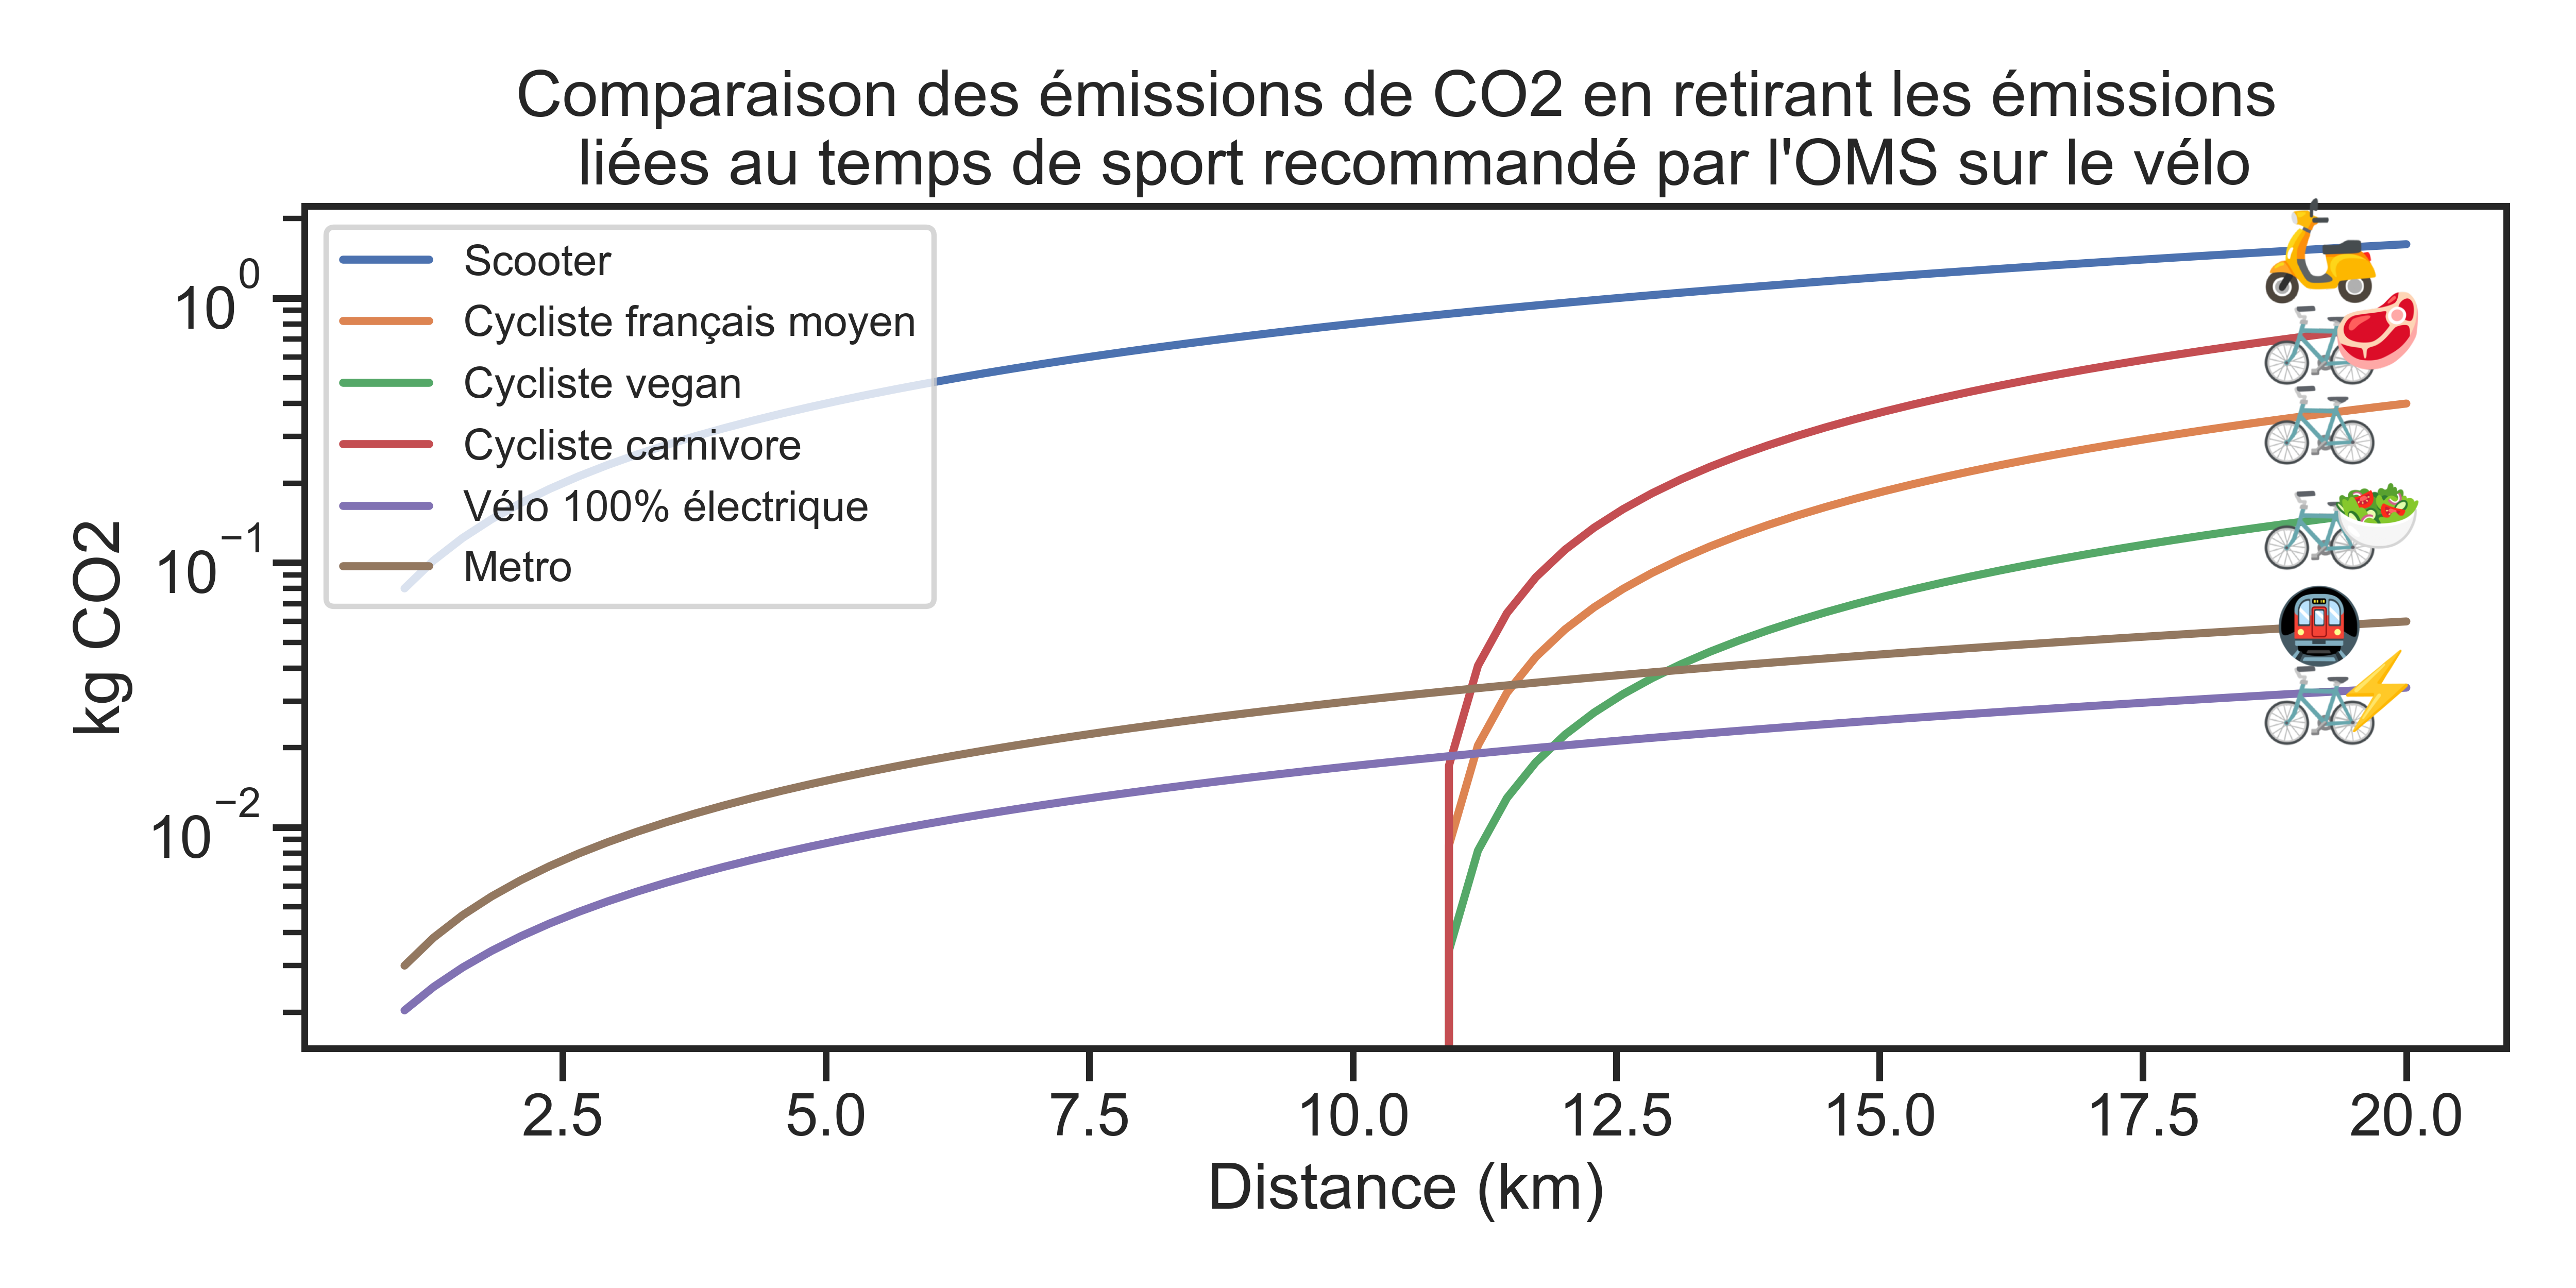 Comparaison des émissions de CO2 en retirant les émissions
liées au temps de sport recommandé par l'OMS sur le vélo
Scooter
Cycliste français moyen
Cycliste vegan
Cycliste carnivore
Vélo 100% électrique
Metro
kg CO2
10⁰
10⁻¹
10⁻²
2.5 5.0 7.5 10.0 12.5 15.0 17.5 20.0
Distance (km)